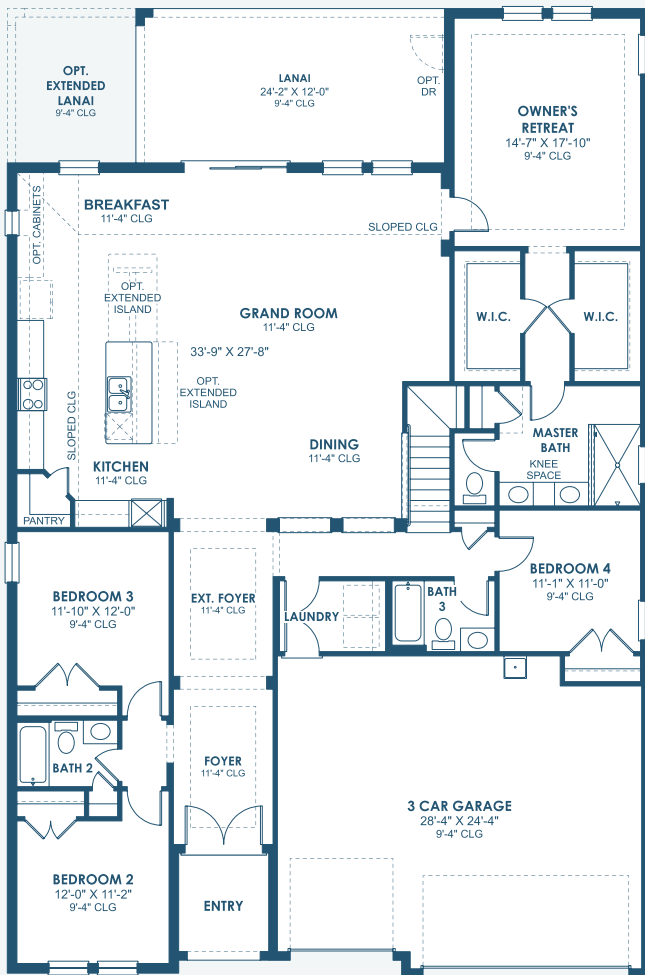 OPT.
EXTENDED
LANAI
9'-4" CLG
LANAI
24'-2" X 12'-0"
9'-4" CLG
OPT.
DR
OWNER'S
RETREAT
14'-7" X 17'-10"
9'-4" CLG
OPT. CABINETS
BREAKFAST
11'-4" CLG
SLOPED CLG
OPT.
EXTENDED
ISLAND
GRAND ROOM
11'-4" CLG
33'-9" X 27'-8"
W.I.C.
W.I.C.
OPT.
EXTENDED
ISLAND
SLOPED CLG
KITCHEN
11'-4" CLG
DINING
11'-4" CLG
MASTER
BATH
KNEE
SPACE
PANTRY
BEDROOM 3
11'-10" X 12'-0"
9'-4" CLG
EXT. FOYER
11'-4" CLG
LAUNDRY
BATH
3
BEDROOM 4
11'-1" X 11'-0"
9'-4" CLG
BATH 2
FOYER
11'-4" CLG
3 CAR GARAGE
28'-4" X 24'-4"
9'-4" CLG
BEDROOM 2
12'-0" X 11'-2"
9'-4" CLG
ENTRY